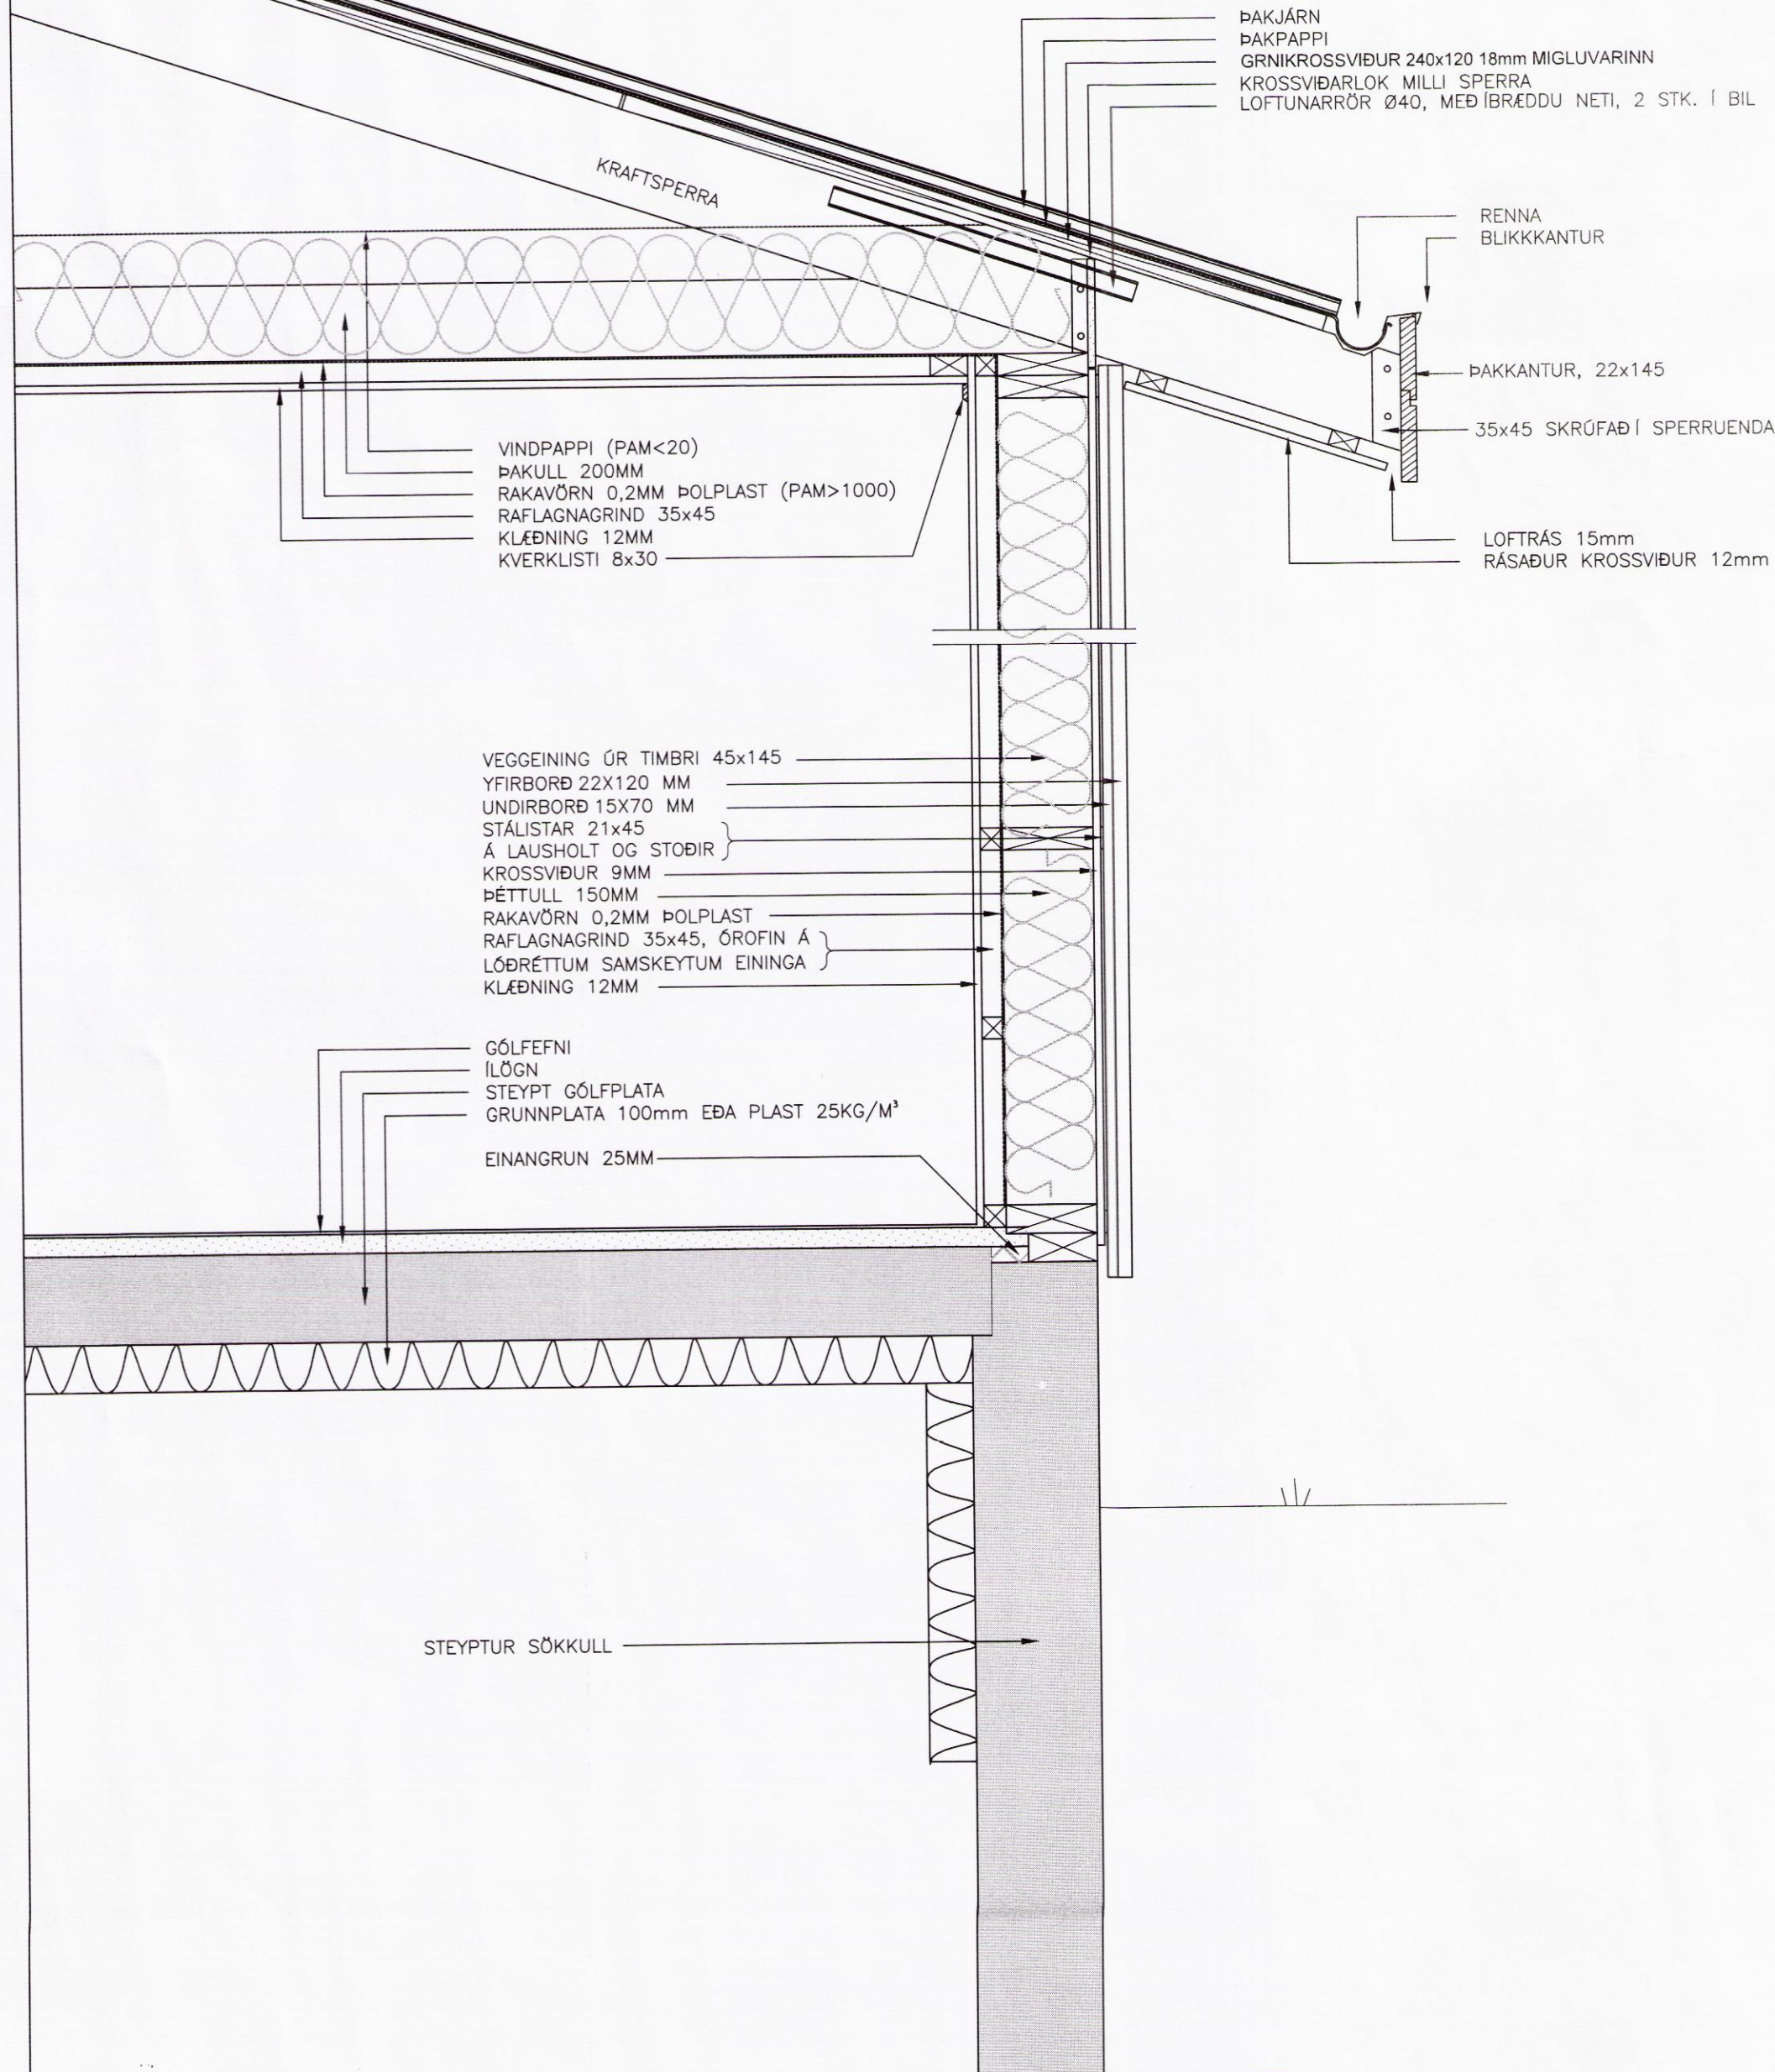 ÞAKJÁRN
ÞAKPAPPI
GRNIKROSSVIÐUR 240x120 18mm MIGLUVARINN
KROSSVIÐARLOK MILLI SPERRA
LOFTUNARRÖR Ø40, MEÐ ÍBRÆDDU NETI, 2 STK. Í BIL
KRAFTSPERRA
RENNA
BLIKKKANTUR
ÞAKKANTUR, 22x145
35x45 SKRÚFAÐ Í SPERRUENDA
LOFTRÁS 15mm
RÁSAÐUR KROSSVIÐUR 12mm
VINDPAPPI (PAM<20)
ÞAKULL 200MM
RAKAVÖRN 0,2MM ÞOLPLAST (PAM>1000)
RAFLAGNAGRIND 35x45
KLÆÐNING 12MM
KVERKLISTI 8x30
VEGGEINING ÚR TIMBRI 45x145
YFIRBORÐ 22X120 MM
UNDIRBORÐ 15X70 MM
STÁLISTAR 21x45
Á LAUSHOLT OG STOÐIR
KROSSVIÐUR 9MM
ÞÉTTULL 150MM
RAKAVÖRN 0,2MM ÞOLPLAST
RAFLAGNAGRIND 35x45, ÓROFIN Á
LÓÐRÉTTUM SAMSKEYTUM EININGA
KLÆÐNING 12MM
GÓLFEFNI
ÍLÖGN
STEYPT GÓLFPLATA
GRUNNPLATA 100mm EÐA PLAST 25KG/M³
EINANGRUN 25MM
STEYPTUR SÖKKULL